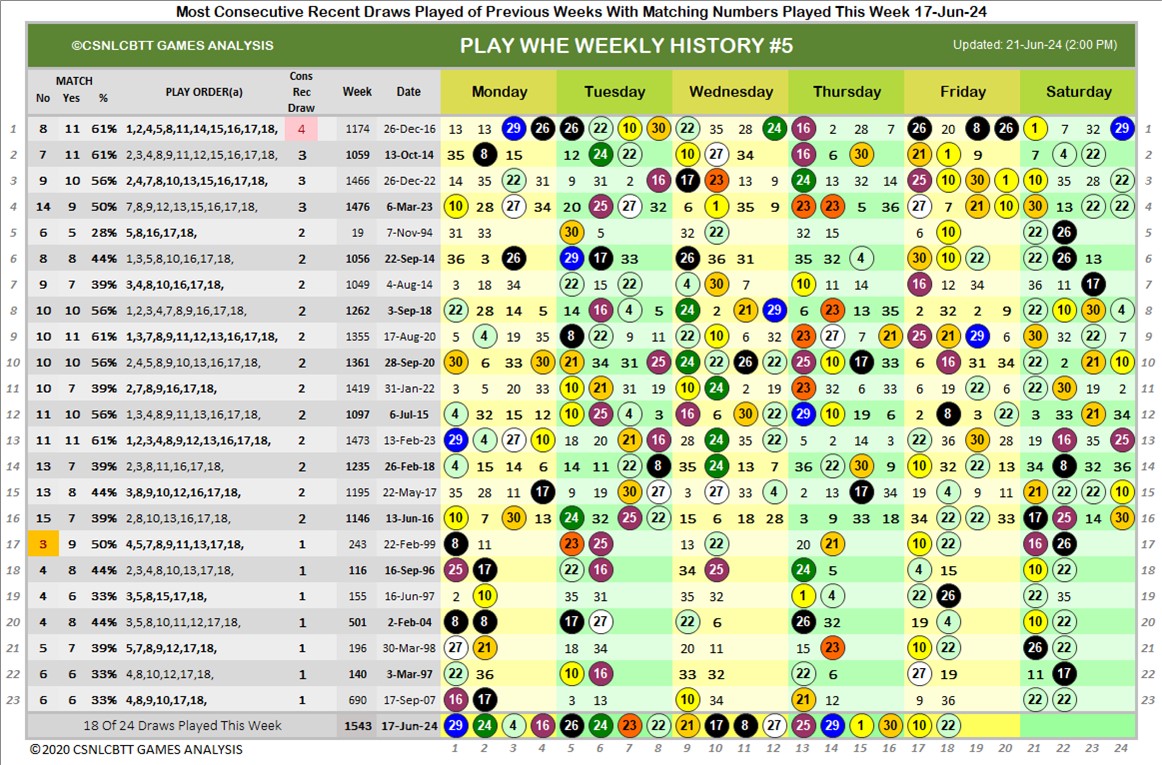 Most Consecutive Recent Draws Played of Previous Weeks With Matching Numbers Played This Week 17-Jun-24
©CSNLCBTT GAMES ANALYSIS PLAY WHE WEEKLY HISTORY #5 Updated: 21-Jun-24 (2:00 PM)
No MATCH Yes % PLAY ORDER(a) Cons Rec Draw Week Date Monday Tuesday Wednesday Thursday Friday Saturday
1 8 11 61% 1,2,4,5,8,11,14,15,16,17,18, 4 1174 26-Dec-16 13 13 29 26 26 22 10 30 22 35 28 24 16 2 28 7 26 20 8 26 1 7 32 29 1
2 7 11 61% 2,3,4,8,9,11,12,15,16,17,18, 3 1059 13-Oct-14 35 8 15 12 24 22 10 27 34 16 6 30 21 1 9 7 4 22 2
3 9 10 56% 2,4,7,8,10,13,15,16,17,18, 3 1466 26-Dec-22 14 35 22 31 9 31 2 16 17 23 13 9 24 13 32 14 25 10 30 1 10 35 28 22 3
4 14 9 50% 7,8,9,12,13,15,16,17,18, 3 1476 6-Mar-23 10 28 27 34 20 25 27 32 6 1 35 9 23 23 5 36 27 7 21 10 30 13 22 22 4
5 6 5 28% 5,8,16,17,18, 2 19 7-Nov-94 31 33 30 5 32 22 32 15 6 10 22 26 5
6 8 8 44% 1,3,5,8,10,16,17,18, 2 1056 22-Sep-14 36 3 26 29 17 33 26 36 31 35 32 4 30 10 22 22 26 13 6
7 9 7 39% 3,4,8,10,16,17,18, 2 1049 4-Aug-14 3 18 34 22 15 22 4 30 7 10 11 14 16 12 34 36 11 17 7
8 10 10 56% 1,2,3,4,7,8,9,16,17,18, 2 1262 3-Sep-18 22 28 14 5 14 16 4 5 24 2 21 29 6 23 13 35 2 32 2 9 22 10 30 4 8
9 10 11 61% 1,3,7,8,9,11,12,15,16,17,18, 2 1355 17-Aug-20 5 4 19 35 8 22 9 11 22 10 6 32 23 27 7 21 25 21 29 6 30 32 22 7 9
10 10 10 56% 2,4,5,8,9,10,13,16,17,18, 2 1361 28-Sep-20 30 6 33 30 21 34 31 25 24 22 26 22 25 10 17 33 6 16 31 34 22 2 21 10 10
11 10 7 39% 2,7,8,9,16,17,18, 2 1419 31-Jan-22 3 5 20 33 10 21 31 19 10 24 2 19 23 32 6 33 6 19 22 6 22 30 19 2 11
12 11 10 56% 1,3,4,8,9,11,13,16,17,18, 2 1097 6-Jul-15 4 32 15 12 10 25 4 3 16 6 30 22 29 10 19 6 2 8 3 22 3 33 21 34 12
13 11 11 61% 1,2,3,4,8,9,12,13,16,17,18, 2 1473 13-Feb-23 29 4 27 10 18 20 21 16 28 24 35 22 5 2 14 3 22 36 30 28 19 16 35 25 13
14 13 7 39% 2,3,8,11,16,17,18, 2 1235 26-Feb-18 4 15 14 6 14 11 22 8 35 24 13 7 36 22 30 9 10 32 22 13 34 8 32 36 14
15 13 8 44% 3,8,9,10,12,16,17,18, 2 1195 22-May-17 35 28 11 17 9 19 30 27 3 27 33 4 2 13 17 34 19 4 9 11 21 22 22 10 15
16 15 7 39% 2,8,10,13,16,17,18, 2 1146 13-Jun-16 10 7 30 13 24 32 25 22 15 6 18 28 3 9 33 18 34 22 22 33 17 25 14 30 16
17 3 9 50% 4,5,7,8,9,11,13,17,18, 1 243 22-Feb-99 8 11 23 25 13 22 20 21 10 22 16 26 17
18 4 8 44% 2,3,4,8,10,13,17,18, 1 116 16-Sep-96 25 17 22 16 34 25 24 5 4 15 10 22 18
19 4 6 33% 3,5,8,15,17,18, 1 155 16-Jun-97 2 10 35 31 35 32 1 4 22 26 22 35 19
20 4 8 44% 3,5,8,10,11,12,17,18, 1 501 2-Feb-04 8 8 17 27 22 6 26 32 19 4 10 22 20
21 5 7 39% 5,7,8,9,12,17,18, 1 196 30-Mar-98 27 21 18 34 20 11 15 23 10 22 26 22 21
22 6 6 33% 4,8,10,12,17,18, 1 140 3-Mar-97 22 36 10 16 33 32 22 6 27 19 11 17 22
23 6 6 33% 4,8,9,10,17,18, 1 690 17-Sep-07 16 17 3 13 10 34 21 12 9 36 22 22 23
18 Of 24 Draws Played This Week 1543 17-Jun-24 29 24 4 16 26 24 23 22 21 17 8 27 25 29 1 30 10 22
© 2020 CSNLCBTT GAMES ANALYSIS 1 2 3 4 5 6 7 8 9 10 11 12 13 14 15 16 17 18 19 20 21 22 23 24